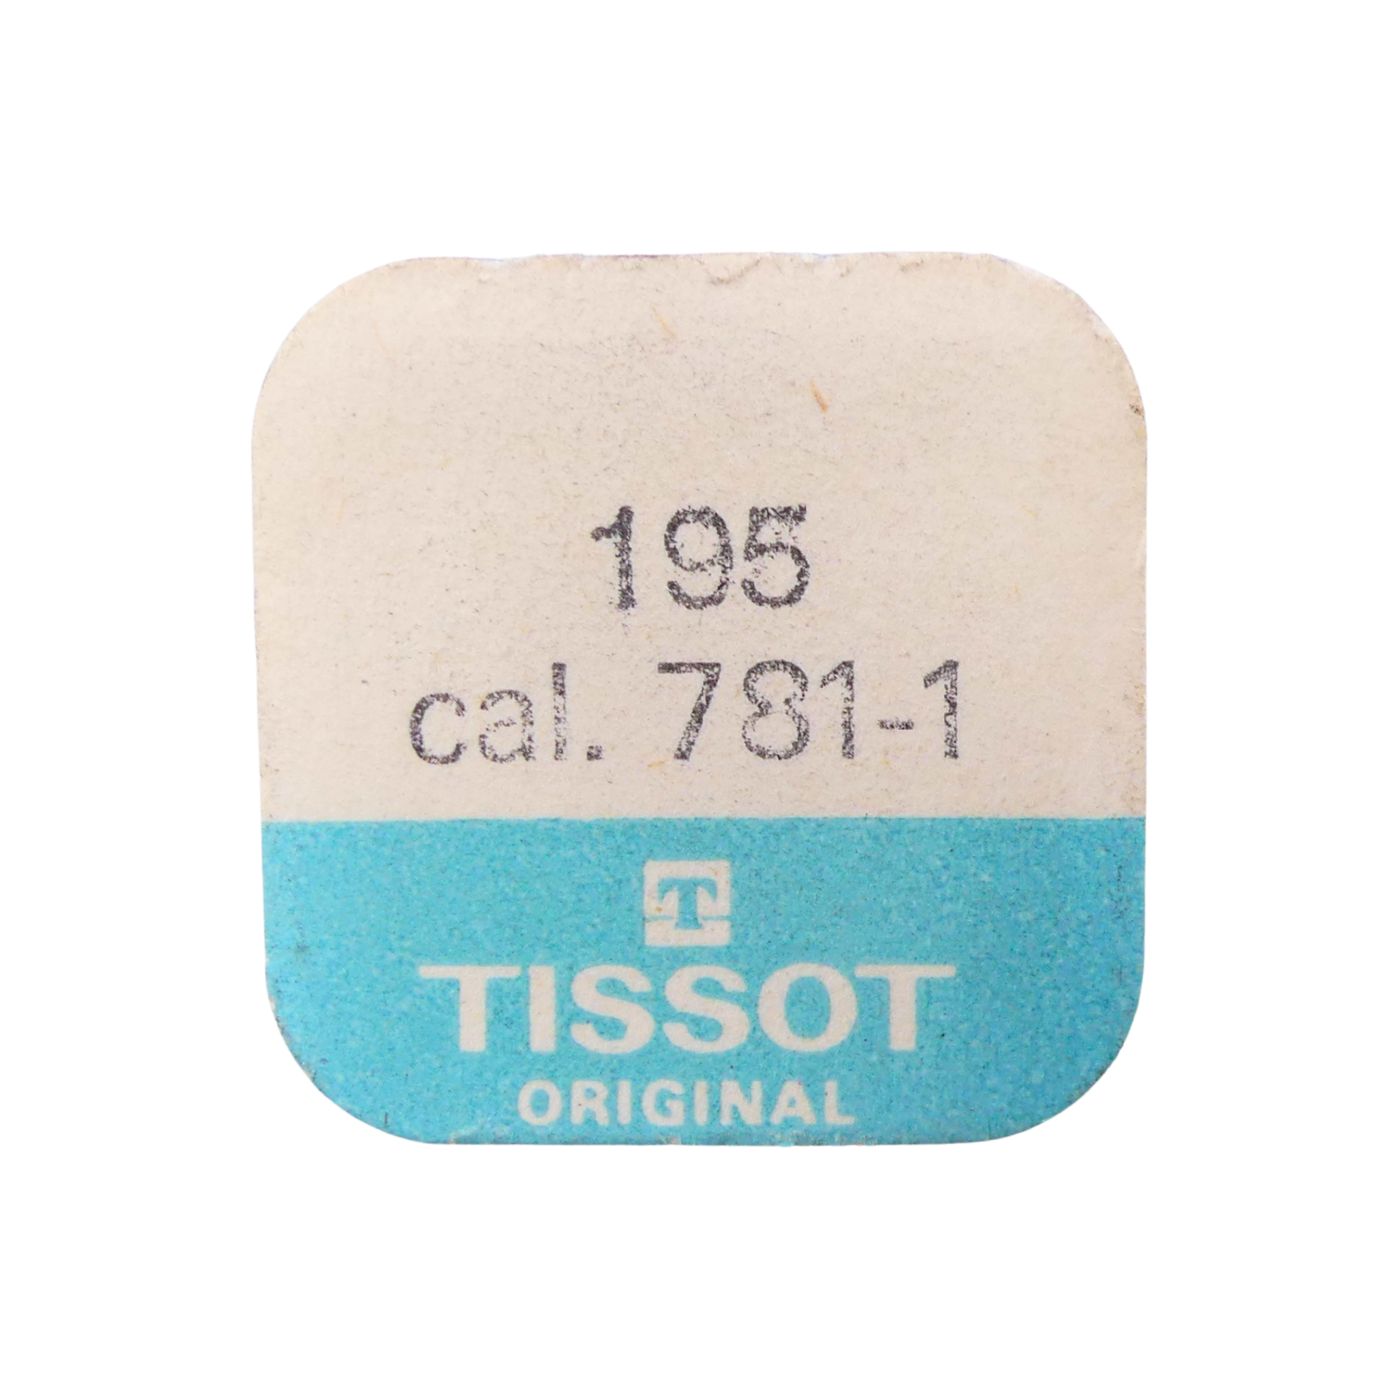 195
cal. 781-1
T
TISSOT
ORIGINAL